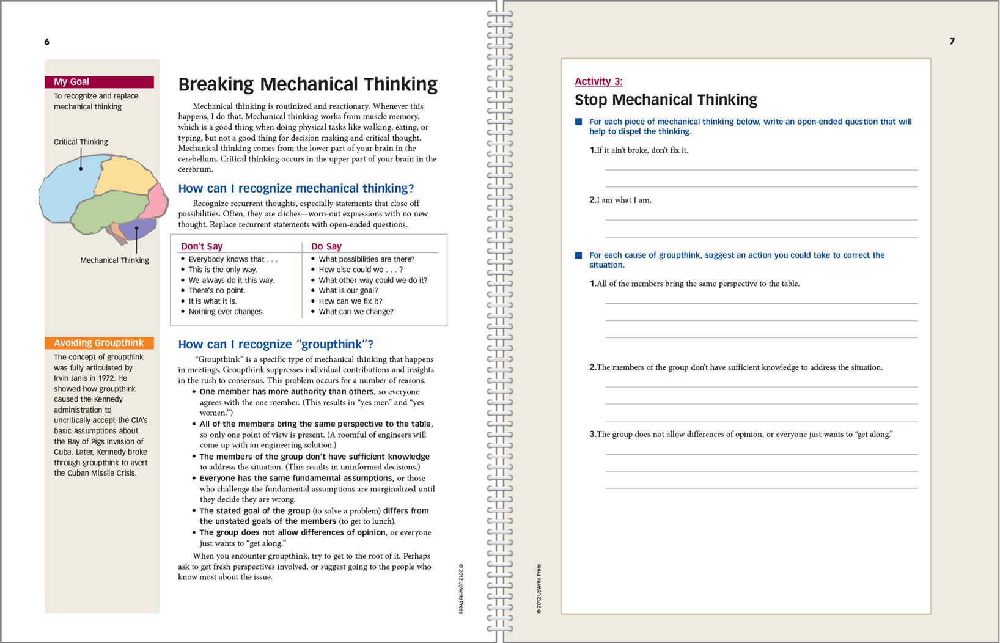 6
My Goal
To recognize and replace
mechanical thinking
Critical Thinking
Mechanical Thinking
Avoiding Groupthink
The concept of groupthink
was fully articulated by
Irvin Janis in 1972. He
showed how groupthink
caused the Kennedy
administration to
uncritically accept the CIA's
basic assumptions about
the Bay of Pigs Invasion of
Cuba. Later, Kennedy broke
through groupthink to avert
the Cuban Missile Crisis.
Breaking Mechanical Thinking
Mechanical thinking is routinized and reactionary. Whenever this
happens, I do that. Mechanical thinking works from muscle memory,
which is a good thing when doing physical tasks like walking, eating, or
typing, but not a good thing for decision making and critical thought.
Mechanical thinking comes from the lower part of your brain in the
cerebellum. Critical thinking occurs in the upper part of your brain in the
cerebrum.
How can I recognize mechanical thinking?
Recognize recurrent thoughts, especially statements that close off
possibilities. Often, they are cliches—worn-out expressions with no new
thought. Replace recurrent statements with open-ended questions.
Don't Say
• Everybody knows that . . .
• This is the only way.
• We always do it this way.
• There's no point.
• It is what it is.
• Nothing ever changes.
Do Say
• What possibilities are there?
• How else could we . . . ?
• What other way could we do it?
• What is our goal?
• How can we fix it?
• What can we change?
How can I recognize “groupthink”?
“Groupthink” is a specific type of mechanical thinking that happens
in meetings. Groupthink suppresses individual contributions and insights
in the rush to consensus. This problem occurs for a number of reasons.
• One member has more authority than others, so everyone
agrees with the one member. (This results in “yes men” and “yes
women.”)
• All of the members bring the same perspective to the table,
so only one point of view is present. (A roomful of engineers will
come up with an engineering solution.)
• The members of the group don’t have sufficient knowledge
to address the situation. (This results in uninformed decisions.)
• Everyone has the same fundamental assumptions, or those
who challenge the fundamental assumptions are marginalized until
they decide they are wrong.
• The stated goal of the group (to solve a problem) differs from
the unstated goals of the members (to get to lunch).
• The group does not allow differences of opinion, or everyone
just wants to “get along.”
When you encounter groupthink, try to get to the root of it. Perhaps
ask to get fresh perspectives involved, or suggest going to the people who
know most about the issue.
© 2012 UpWrite Press
7
Activity 3:
Stop Mechanical Thinking
For each piece of mechanical thinking below, write an open-ended question that will
help to dispel the thinking.
1.If it ain’t broke, don’t fix it.
2.I am what I am.
For each cause of groupthink, suggest an action you could take to correct the
situation.
1.All of the members bring the same perspective to the table.
2.The members of the group don’t have sufficient knowledge to address the situation.
3.The group does not allow differences of opinion, or everyone just wants to “get along.”
© 2012 UpWrite Press